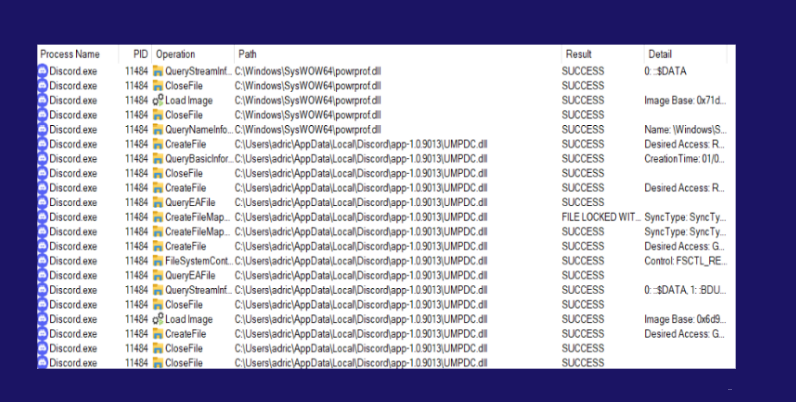 Process Name PID Operation Path Result Detail
Discord.exe 11484 QueryStreamInf... C:\Windows\SysWOW64\powrprof.dll SUCCESS 0: ::$DATA
Discord.exe 11484 CloseFile C:\Windows\SysWOW64\powrprof.dll SUCCESS
Discord.exe 11484 Load Image C:\Windows\SysWOW64\powrprof.dll SUCCESS Image Base: 0x71d...
Discord.exe 11484 CloseFile C:\Windows\SysWOW64\powrprof.dll SUCCESS
Discord.exe 11484 QueryNameInfo... C:\Windows\SysWOW64\powrprof.dll SUCCESS Name: \Windows\S...
Discord.exe 11484 CreateFile C:\Users\adric\AppData\Local\Discord\app-1.0.9013\UMPDC.dll SUCCESS Desired Access: R...
Discord.exe 11484 QueryBasicInfor... C:\Users\adric\AppData\Local\Discord\app-1.0.9013\UMPDC.dll SUCCESS CreationTime: 01/0...
Discord.exe 11484 CloseFile C:\Users\adric\AppData\Local\Discord\app-1.0.9013\UMPDC.dll SUCCESS
Discord.exe 11484 CreateFile C:\Users\adric\AppData\Local\Discord\app-1.0.9013\UMPDC.dll SUCCESS Desired Access: R...
Discord.exe 11484 QueryEAFile C:\Users\adric\AppData\Local\Discord\app-1.0.9013\UMPDC.dll SUCCESS
Discord.exe 11484 CreateFileMap... C:\Users\adric\AppData\Local\Discord\app-1.0.9013\UMPDC.dll FILE LOCKED WIT... SyncType: SyncTy...
Discord.exe 11484 CreateFileMap... C:\Users\adric\AppData\Local\Discord\app-1.0.9013\UMPDC.dll SUCCESS SyncType: SyncTy...
Discord.exe 11484 CreateFile C:\Users\adric\AppData\Local\Discord\app-1.0.9013\UMPDC.dll SUCCESS Desired Access: G...
Discord.exe 11484 FileSystemCont... C:\Users\adric\AppData\Local\Discord\app-1.0.9013\UMPDC.dll SUCCESS Control: FSCTL_RE...
Discord.exe 11484 QueryEAFile C:\Users\adric\AppData\Local\Discord\app-1.0.9013\UMPDC.dll SUCCESS
Discord.exe 11484 QueryStreamInf... C:\Users\adric\AppData\Local\Discord\app-1.0.9013\UMPDC.dll SUCCESS 0: ::$DATA, 1: :BDU...
Discord.exe 11484 CloseFile C:\Users\adric\AppData\Local\Discord\app-1.0.9013\UMPDC.dll SUCCESS
Discord.exe 11484 Load Image C:\Users\adric\AppData\Local\Discord\app-1.0.9013\UMPDC.dll SUCCESS Image Base: 0x6d9...
Discord.exe 11484 CreateFile C:\Users\adric\AppData\Local\Discord\app-1.0.9013\UMPDC.dll SUCCESS Desired Access: G...
Discord.exe 11484 CloseFile C:\Users\adric\AppData\Local\Discord\app-1.0.9013\UMPDC.dll SUCCESS
Discord.exe 11484 CloseFile C:\Users\adric\AppData\Local\Discord\app-1.0.9013\UMPDC.dll SUCCESS